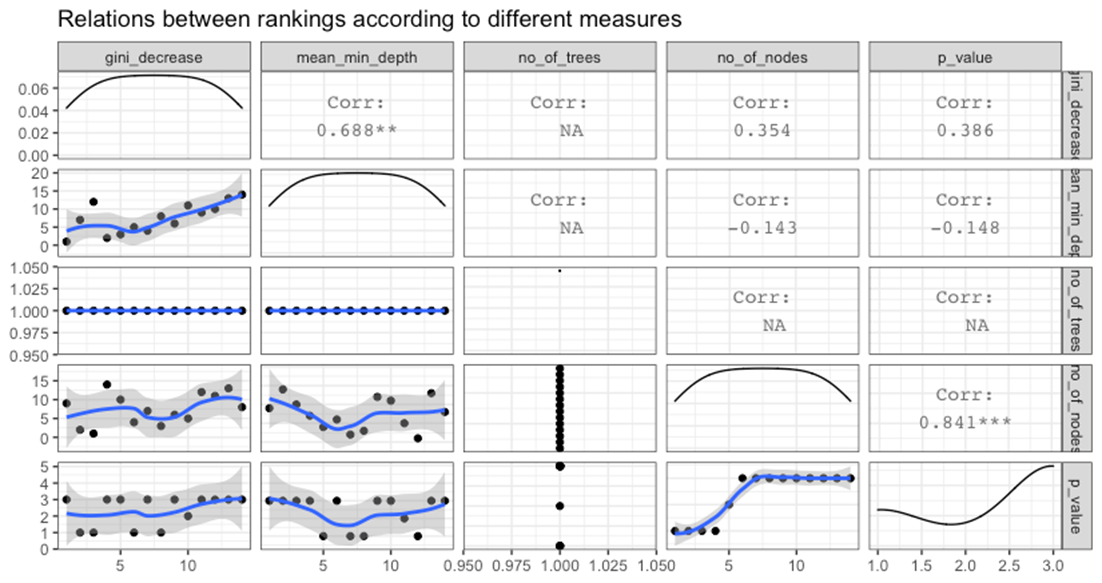 Relations between rankings according to different measures
gini_decrease mean_min_depth no_of_trees no_of_nodes p_value
0.06
0.04
0.02
0.00
Corr:
0.688**
Corr:
NA
Corr:
0.354
Corr:
0.386
gini_decrease
20
15
10
5
0
Corr:
NA
Corr:
-0.143
Corr:
-0.148
ean_min_dep
1.050
1.025
1.000
0.975
0.950
Corr:
NA
Corr:
NA
no_of_trees
15
10
5
0
Corr:
0.841***
no_of_nodes
5
4
3
2
1
0
p_value
5 10 5 10 0.950 0.975 1.000 1.025 1.050 5 10 1.0 1.5 2.0 2.5 3.0